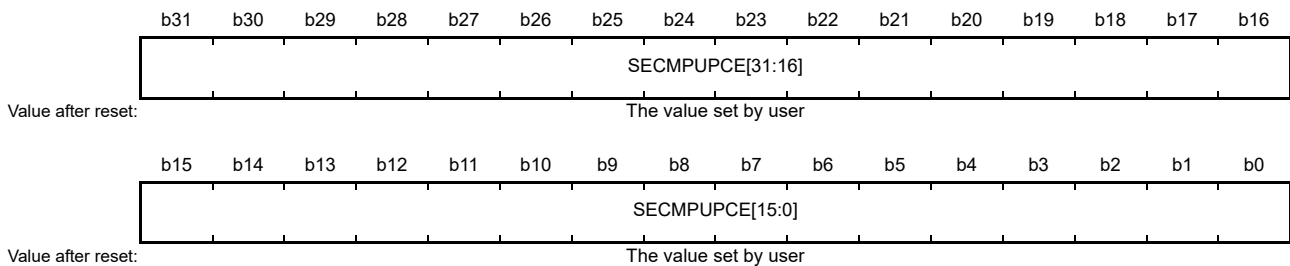 b31 b30 b29 b28 b27 b26 b25 b24 b23 b22 b21 b20 b19 b18 b17 b16
SECMPUPCE[31:16]
Value after reset: The value set by user
b15 b14 b13 b12 b11 b10 b9 b8 b7 b6 b5 b4 b3 b2 b1 b0
SECMPUPCE[15:0]
Value after reset: The value set by user